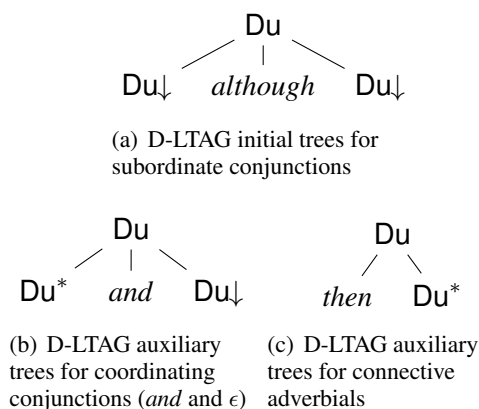 Du
Du↓ although Du↓
(a) D-LTAG initial trees for
subordinate conjunctions
Du
Du* and Du↓
(b) D-LTAG auxiliary
trees for coordinating
conjunctions (and and ϵ)
Du
then Du*
(c) D-LTAG auxiliary
trees for connective
adverbials